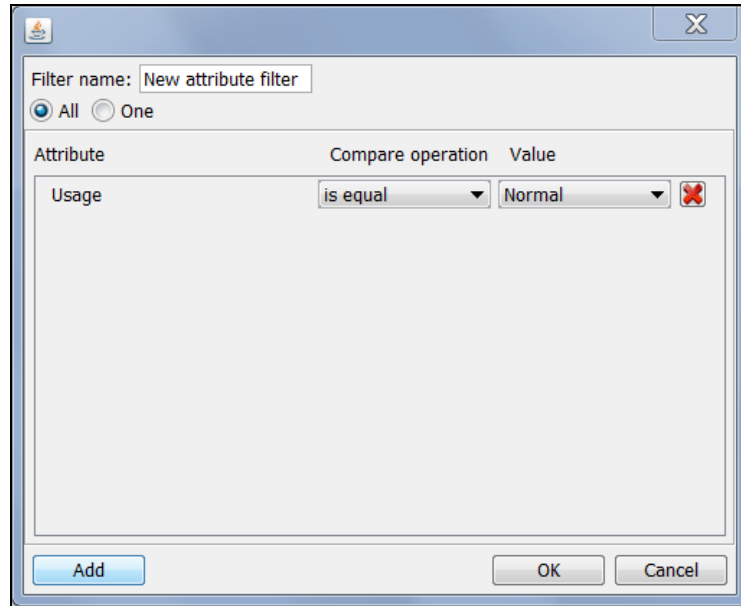 Filter name: New attribute filter
All One
Attribute Compare operation Value
Usage is equal Normal
Add OK Cancel